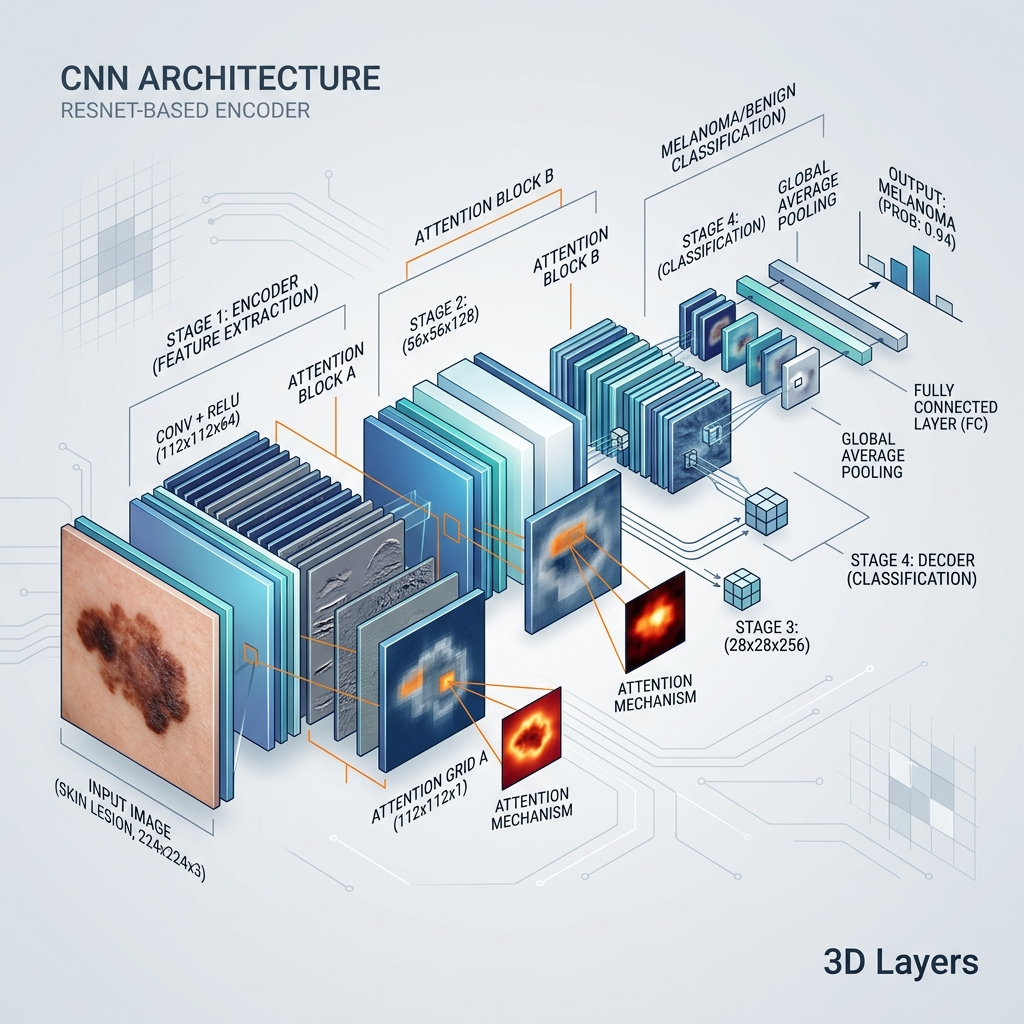 CNN ARCHITECTURE
RESNET-BASED ENCODER
MELANOMA/BENIGN
CLASSIFICATION)
GLOBAL
AVERAGE
POOLING
OUTPUT:
MELANOMA
(PROB: 0.94)
STAGE 4:
(CLASSIFICATION)
ATTENTION BLOCK B
ATTENTION
BLOCK B
STAGE 1: ENCODER
(FEATURE EXTRACTION)
STAGE 2:
(56x56x128)
ATTENTION
BLOCK A
CONV + RELU
(112x112x64)
FULLY
CONNECTED
LAYER (FC)
GLOBAL
AVERAGE
POOLING
STAGE 4: DECODER
(CLASSIFICATION)
STAGE 3:
(28x28x256)
ATTENTION
MECHANISM
ATTENTION GRID A
(112x112x1)
ATTENTION
MECHANISM
INPUT IMAGE
(SKIN LESION, 224x224x3)
3D Layers